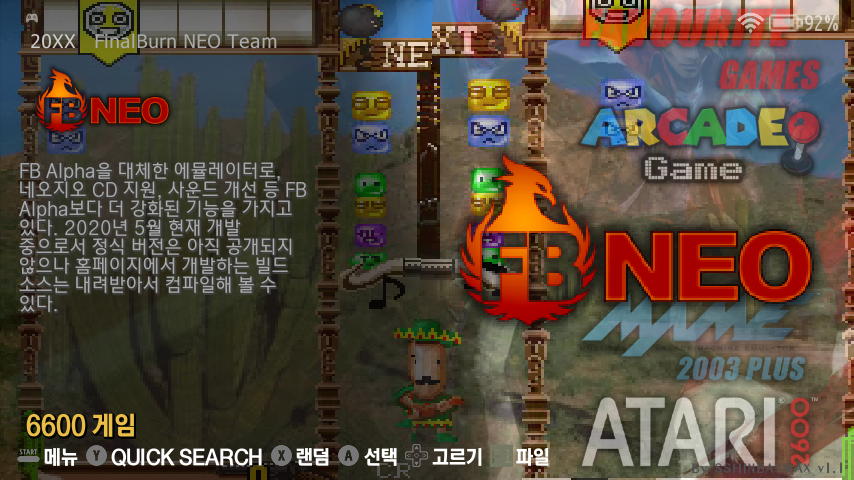 92%
20XX FinalBurn NEO Team
NEXT
FAVOURITE
GAMES
FB NEO
ARCADE
Game
FB Alpha을 대체한 에뮬레이터로,
네오지오 CD 지원, 사운드 개선 등 FB
Alpha보다 더 강화된 기능을 가지고
있다. 2020년 5월 현재 개발
중으로서 정식 버전은 아직 공개되지
않으나 홈페이지에서 개발하는 빌드
소스는 내려받아서 컴파일해 볼 수
있다.
FB NEO
MAME
2003 PLUS
ATARI 2600
6600 게임
START 메뉴 Y QUICK SEARCH X 랜덤 A 선택 고르기 파일